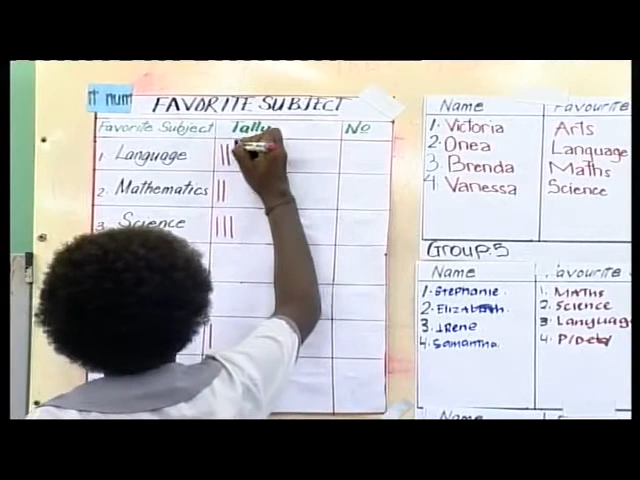 nt num
FAVORITE SUBJECT
Favorite Subject Tally No
1. Language
2. Mathematics
3. Science
Name Favourite
1. Victoria Arts
2. Onea Language
3 Brenda Maths
4 Vanessa Science
Group.5
Name Favourite
1. Stephanie. 1. MATHS
2. Elizabeth. 2. Science
3. Irene 3. Language
4. Samantha. 4.
Name